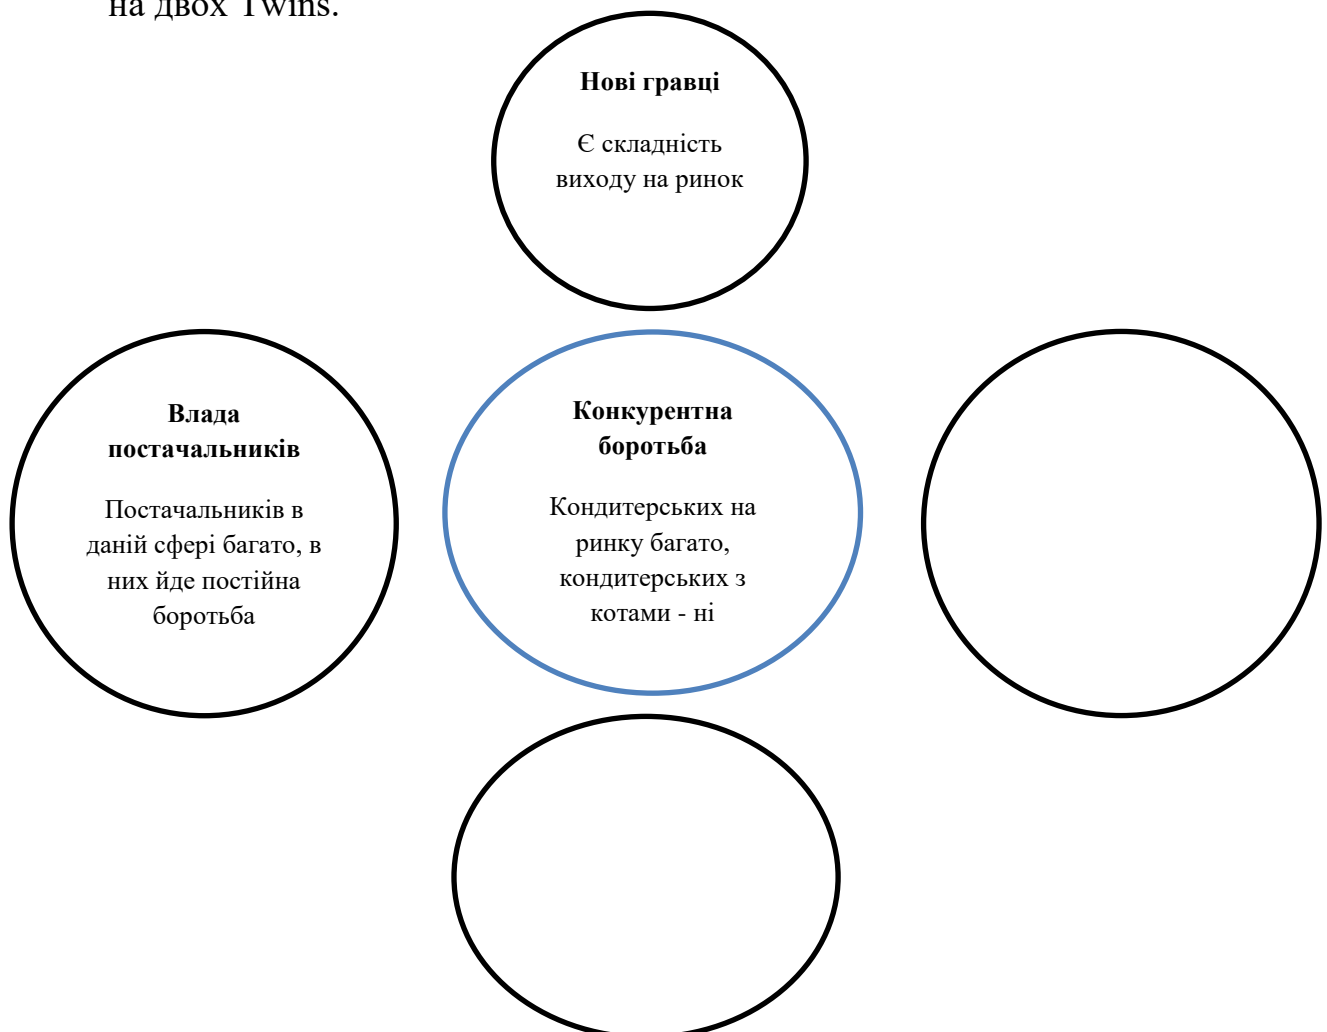 на двох Twins.
Нові гравці
Є складність
виходу на ринок
Влада
постачальників
Постачальників в
даній сфері багато, в
них йде постійна
боротьба
Конкурентна
боротьба
Кондитерських на
ринку багато,
кондитерських з
котами - ні